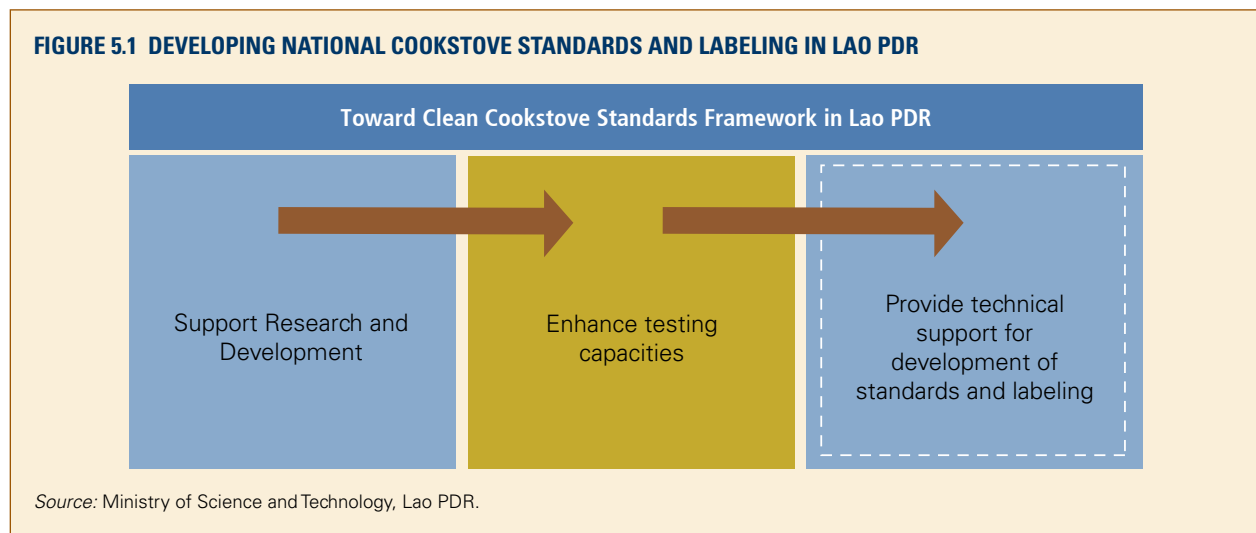 FIGURE 5.1 DEVELOPING NATIONAL COOKSTOVE STANDARDS AND LABELING IN LAO PDR
Toward Clean Cookstove Standards Framework in Lao PDR
Support Research and
Development
Enhance testing
capacities
Provide technical
support for
development of
standards and labeling
Source: Ministry of Science and Technology, Lao PDR.